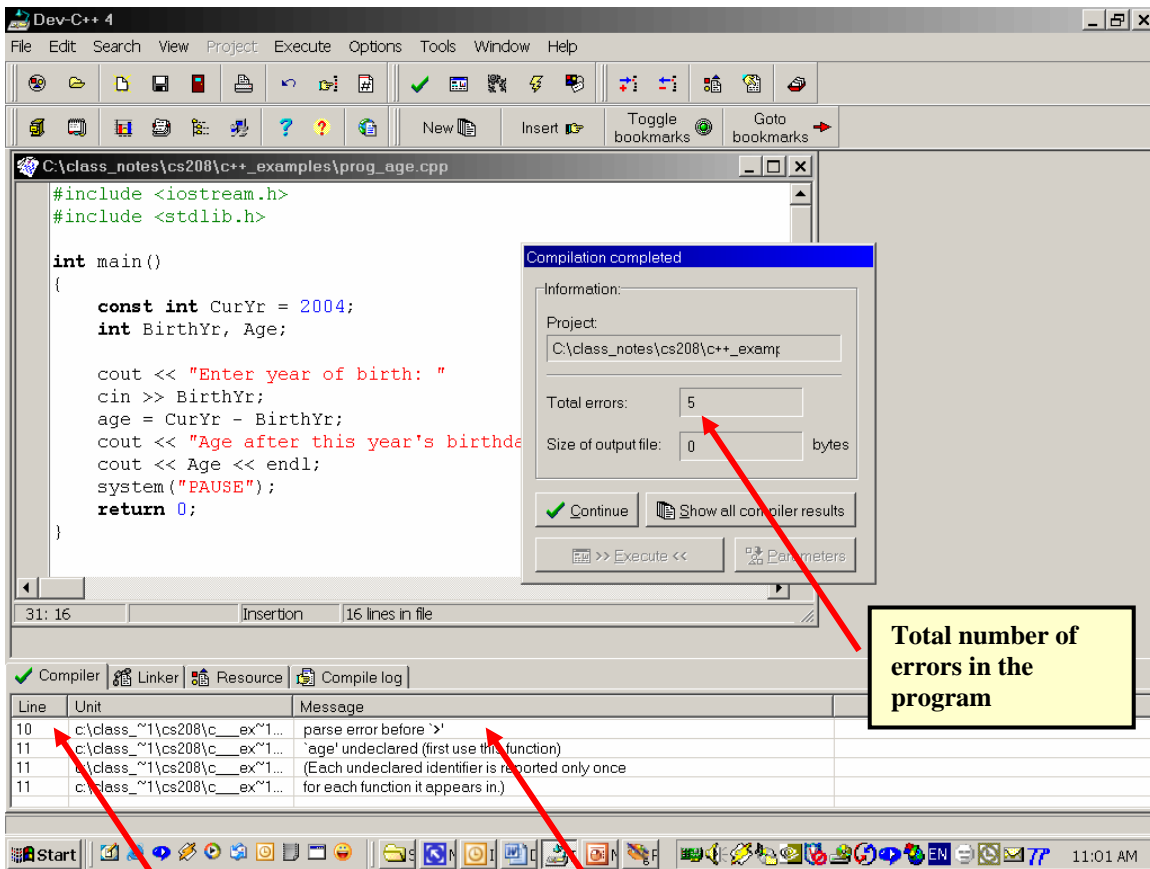 Dev-C++ 4
File Edit Search View Project Execute Options Tools Window Help
New Insert Toggle bookmarks Goto bookmarks
C:\class_notes\cs208\c++_examples\prog_age.cpp
#include <iostream.h>
#include <stdlib.h>
int main()
{
const int CurYr = 2004;
int BirthYr, Age;
cout << "Enter year of birth: "
cin >> BirthYr;
age = CurYr - BirthYr;
cout << "Age after this year's birthda
cout << Age << endl;
system("PAUSE");
return 0;
}
31: 16 Insertion 16 lines in file
Compilation completed
Information:
Project:
C:\class_notes\cs208\c++_examp
Total errors: 5
Size of output file: 0 bytes
Continue Show all compiler results
>> Execute << Parameters
Total number of
errors in the
program
Compiler Linker Resource Compile log
Line Unit Message
10 c:\class_~1\cs208\c___ex~1... parse error before `>'
11 c:\class_~1\cs208\c___ex~1... `age' undeclared (first use this function)
11 c:\class_~1\cs208\c___ex~1... (Each undeclared identifier is reported only once
11 c:\class_~1\cs208\c___ex~1... for each function it appears in.)
Start EN 11:01 AM